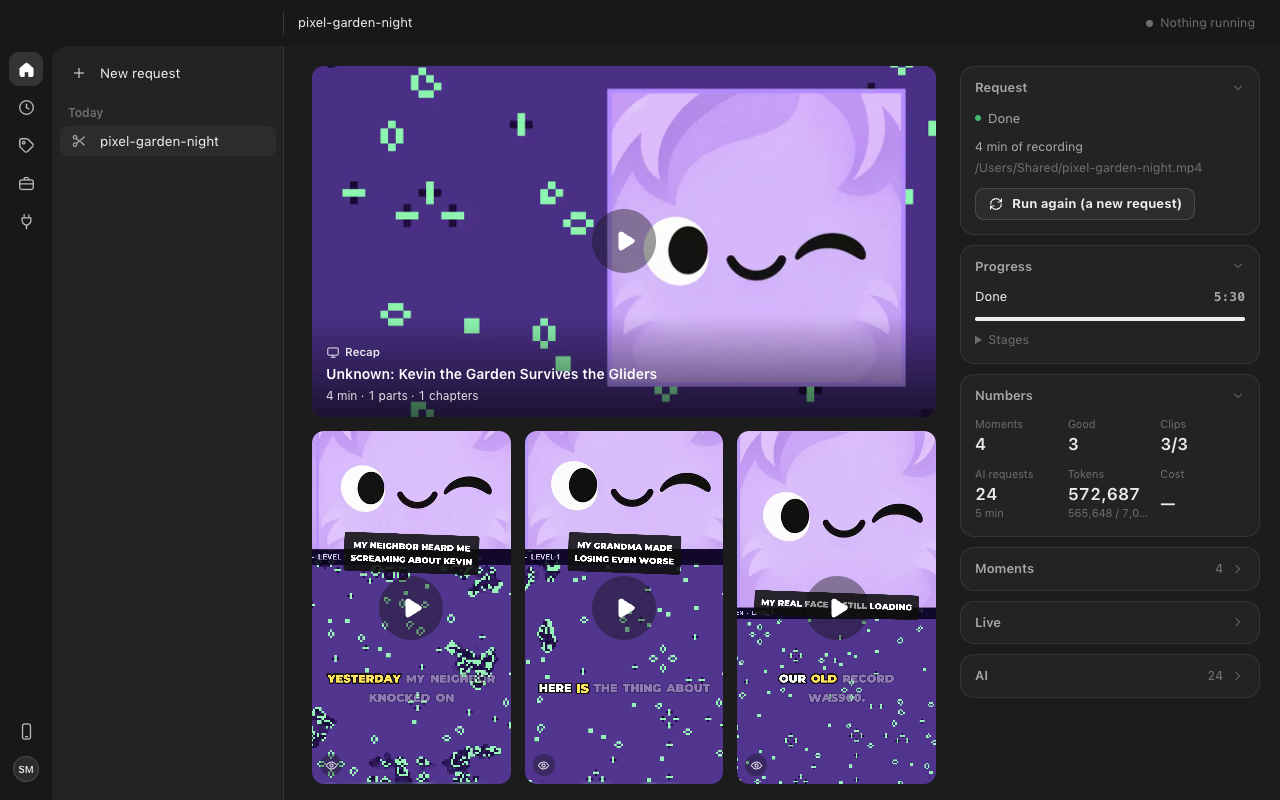 pixel-garden-night
Nothing running
New request
Today
pixel-garden-night
Recap
Unknown: Kevin the Garden Survives the Gliders
4 min · 1 parts · 1 chapters
LEVEL
MY NEIGHBOR HEARD ME
SCREAMING ABOUT KEVIN
YESTERDAY MY NEIGHBOR
KNOCKED ON
LEVEL 1
MY GRANDMA MADE
LOSING EVEN WORSE
HERE IS THE THING ABOUT
MY REAL FACE STILL LOADING
OUR OLD RECORD
WAS900.
Request
Done
4 min of recording
/Users/Shared/pixel-garden-night.mp4
Run again (a new request)
Progress
Done 5:30
Stages
Numbers
Moments Good Clips
4 3 3/3
AI requests Tokens Cost
24 572,687 —
5 min 565,648 / 7,0...
Moments 4
Live
AI 24
SM